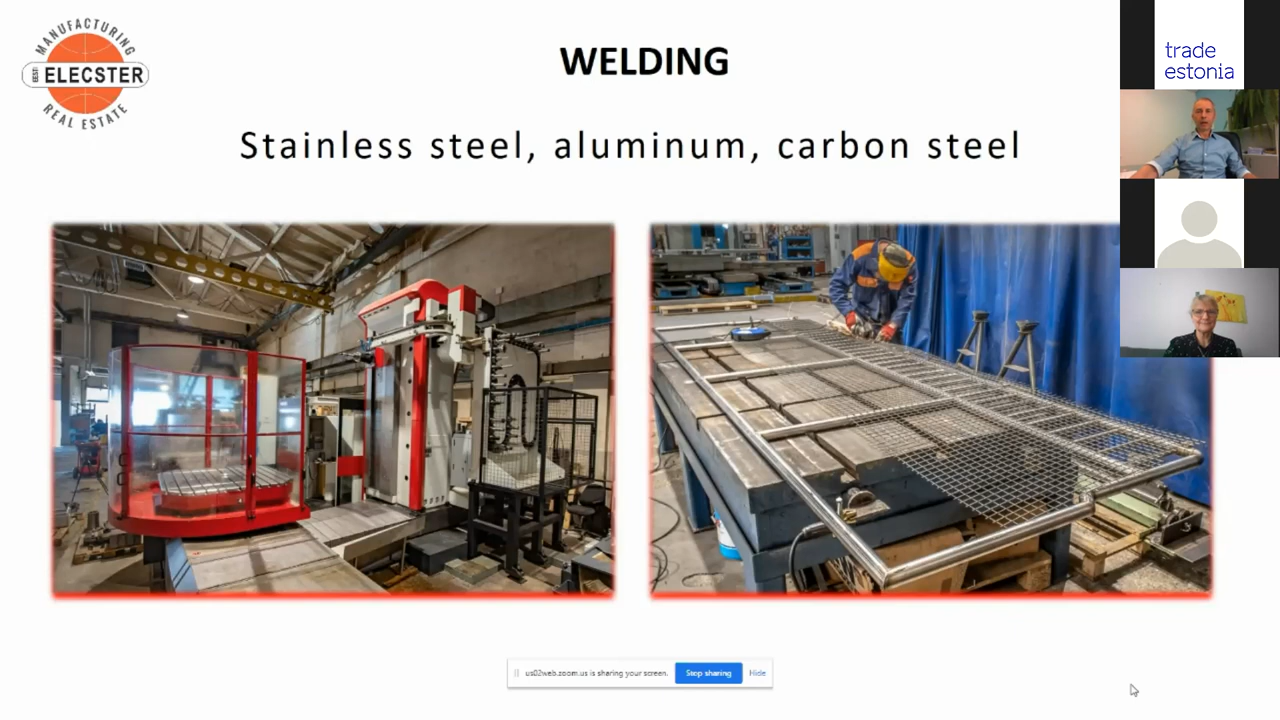 MANUFACTURING
EESTI ELECSTER
REAL ESTATE
WELDING
Stainless steel, aluminum, carbon steel
trade
estonia
us02web.zoom.us is sharing your screen.
Stop sharing
Hide